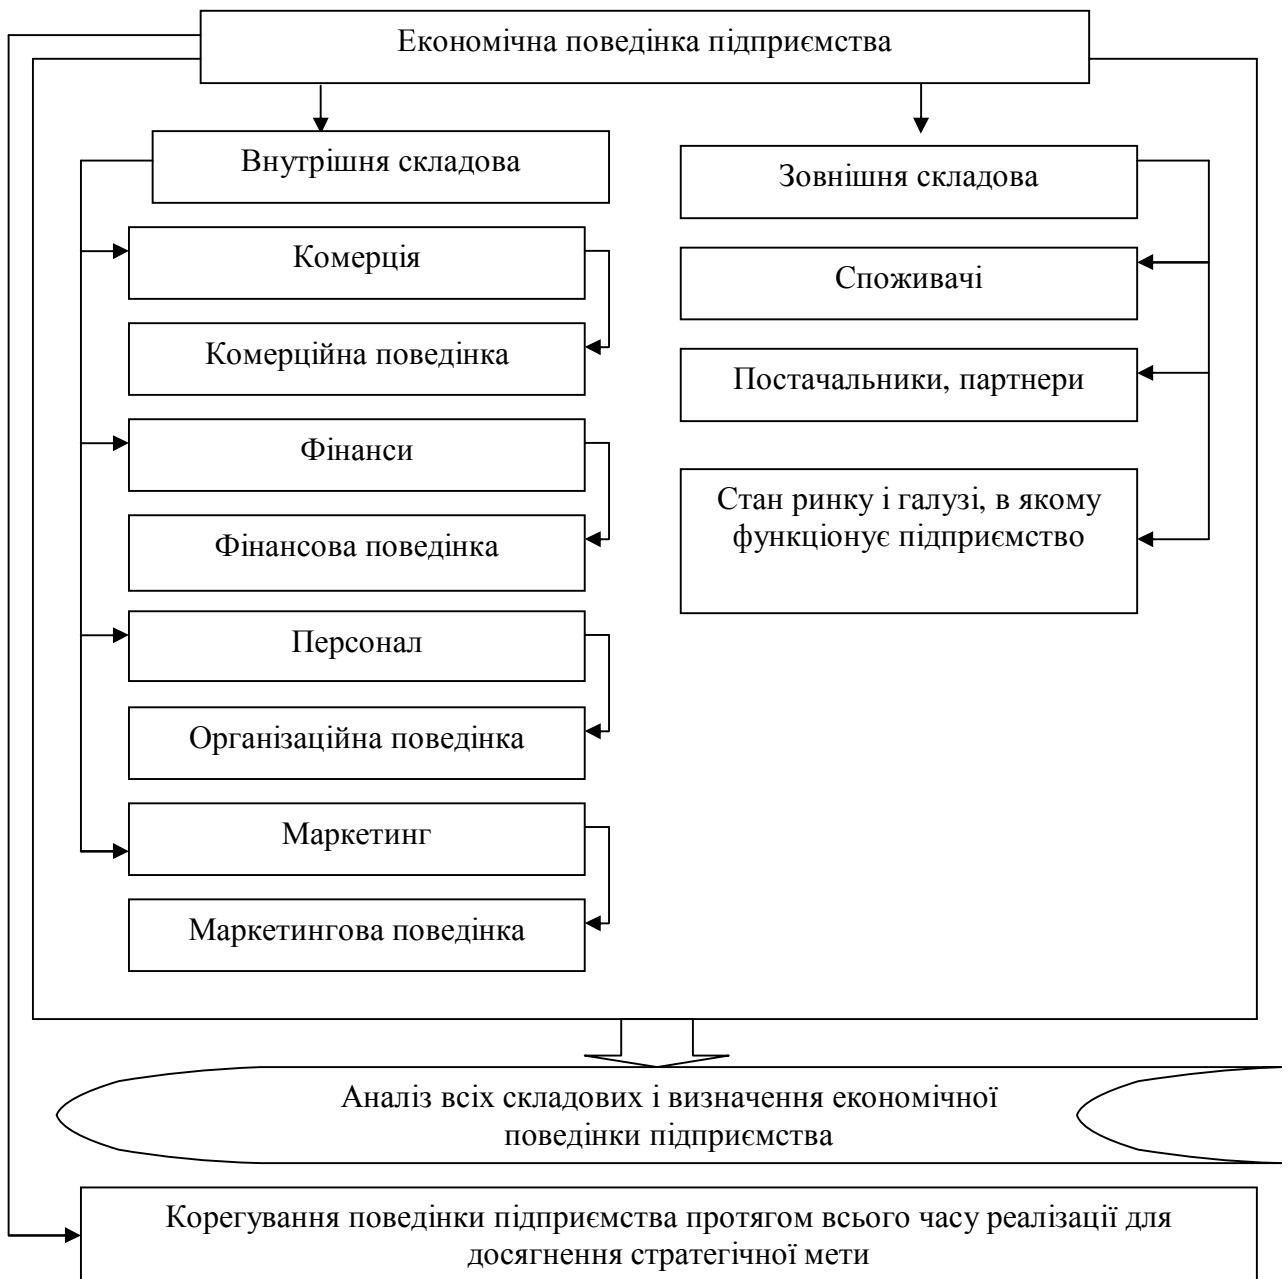 Економічна поведінка підприємства
Внутрішня складова
Комерція
Комерційна поведінка
Фінанси
Фінансова поведінка
Персонал
Організаційна поведінка
Маркетинг
Маркетингова поведінка
Зовнішня складова
Споживачі
Постачальники, партнери
Стан ринку і галузі, в якому
функціонує підприємство
Аналіз всіх складових і визначення економічної
поведінки підприємства
Корегування поведінки підприємства протягом всього часу реалізації для
досягнення стратегічної мети